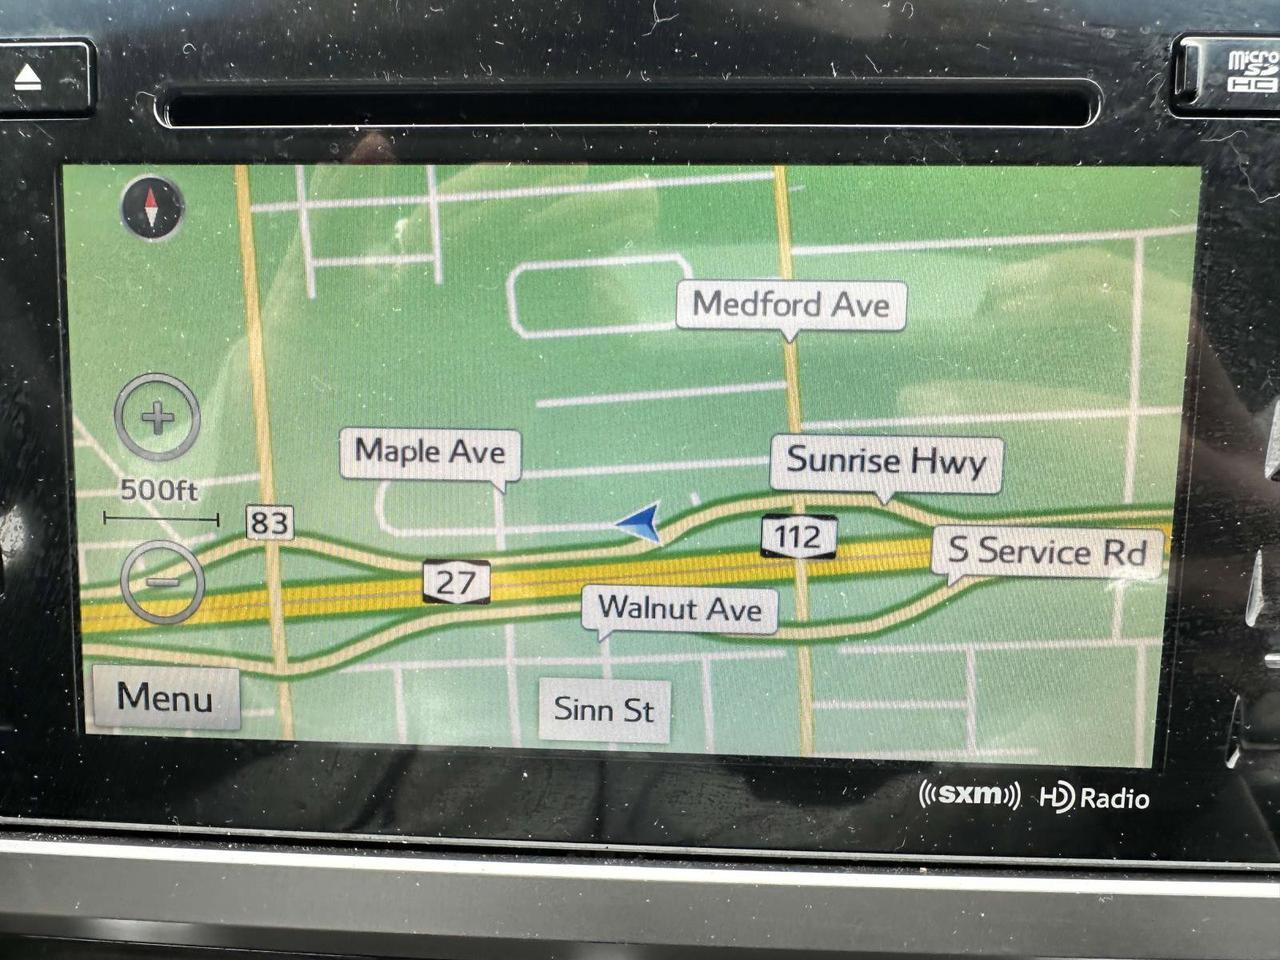 micro
SD
HC
Medford Ave
Maple Ave
Sunrise Hwy
500ft
83
112
S Service Rd
27
Walnut Ave
Menu
Sinn St
((sxm)) HD Radio